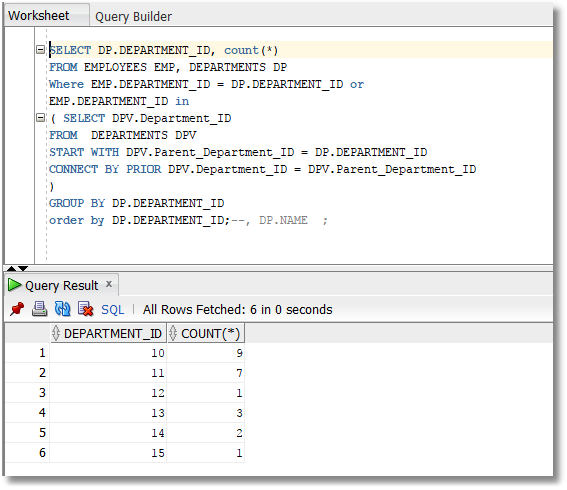 Worksheet Query Builder
SELECT DP.DEPARTMENT_ID, count(*)
FROM EMPLOYEES EMP, DEPARTMENTS DP
Where EMP.DEPARTMENT_ID = DP.DEPARTMENT_ID or
EMP.DEPARTMENT_ID in
( SELECT DPV.Department_ID
FROM  DEPARTMENTS DPV
START WITH DPV.Parent_Department_ID = DP.DEPARTMENT_ID
CONNECT BY PRIOR DPV.Department_ID = DPV.Parent_Department_ID
)
GROUP BY DP.DEPARTMENT_ID
order by DP.DEPARTMENT_ID;--, DP.NAME  ;
Query Result x
SQL | All Rows Fetched: 6 in 0 seconds
DEPARTMENT_ID COUNT(*)
1 10 9
2 11 7
3 12 1
4 13 3
5 14 2
6 15 1